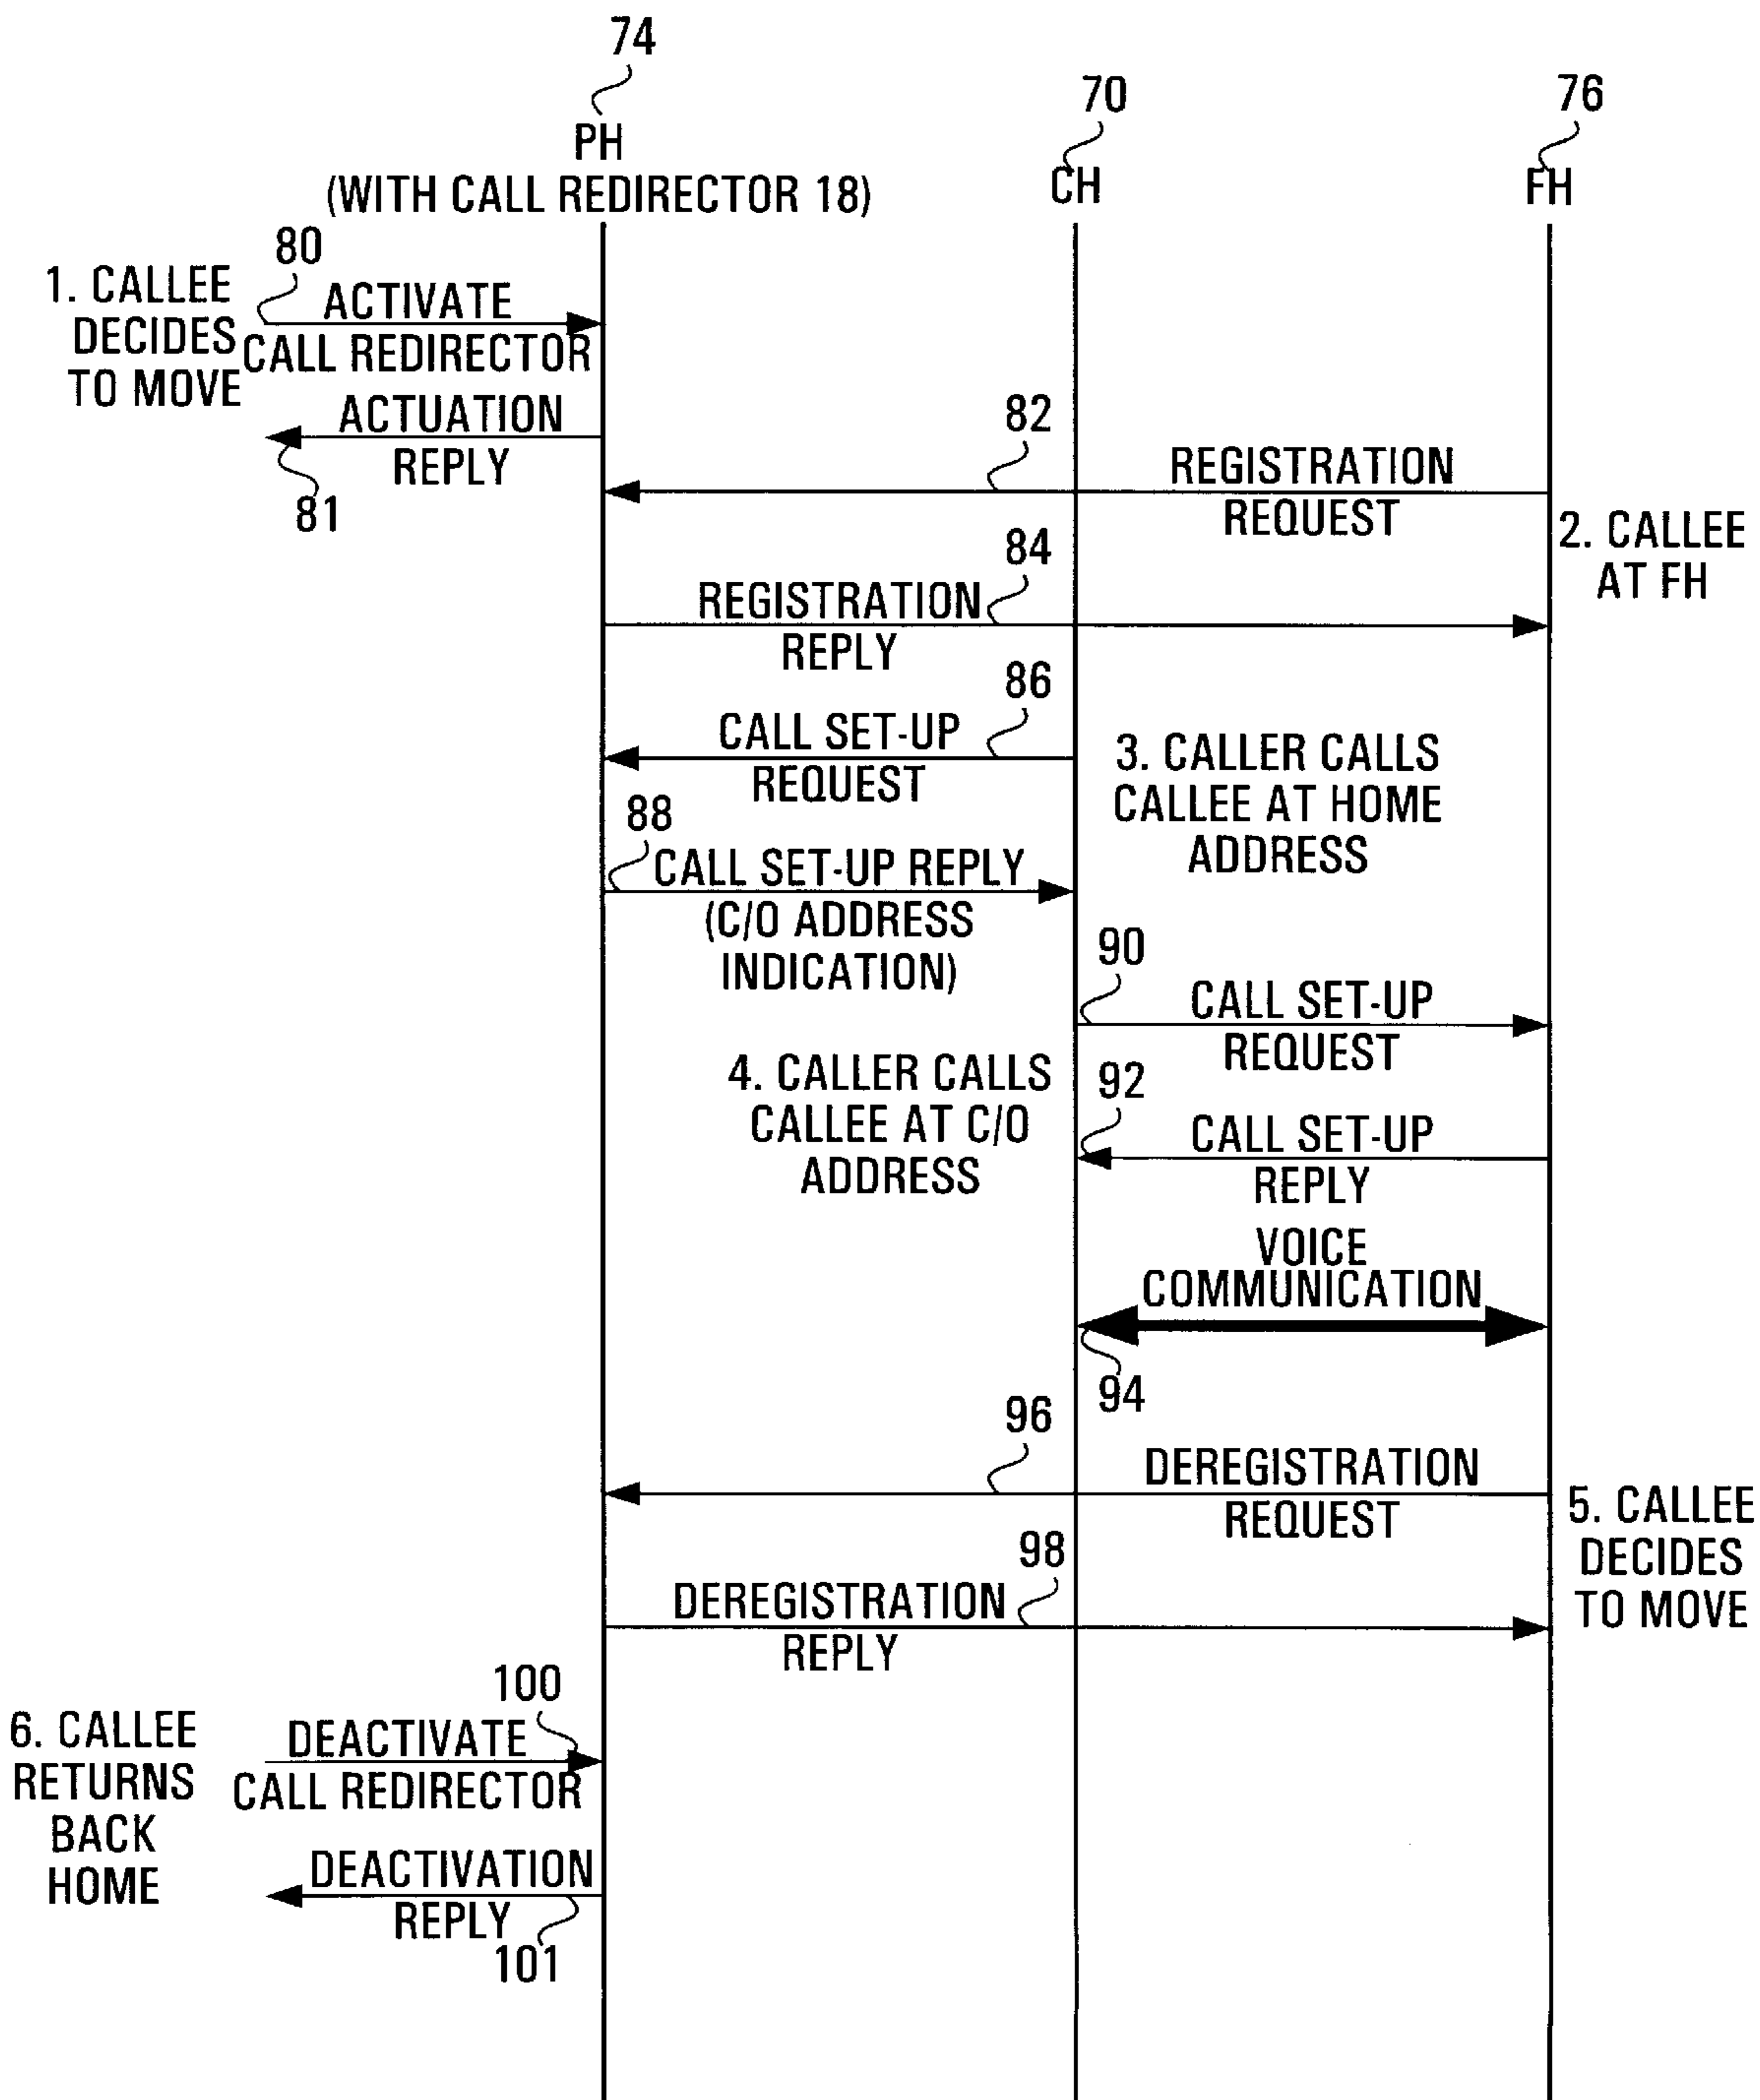 74
70
76
PH
(WITH CALL REDIRECTOR 18)
CH
FH
80
1. CALLEE
DECIDES
TO MOVE
ACTIVATE
CALL REDIRECTOR
ACTUATION
REPLY
81
82
REGISTRATION
REQUEST
2. CALLEE
AT FH
84
REGISTRATION
REPLY
86
CALL SET-UP
REQUEST
3. CALLER CALLS
CALLEE AT HOME
ADDRESS
88
CALL SET-UP REPLY
(C/O ADDRESS
INDICATION)
90
CALL SET-UP
REQUEST
4. CALLER CALLS
CALLEE AT C/O
ADDRESS
92
CALL SET-UP
REPLY
VOICE
COMMUNICATION
94
96
DEREGISTRATION
REQUEST
5. CALLEE
DECIDES
TO MOVE
98
DEREGISTRATION
REPLY
100
6. CALLEE
RETURNS
BACK
HOME
DEACTIVATE
CALL REDIRECTOR
DEACTIVATION
REPLY
101